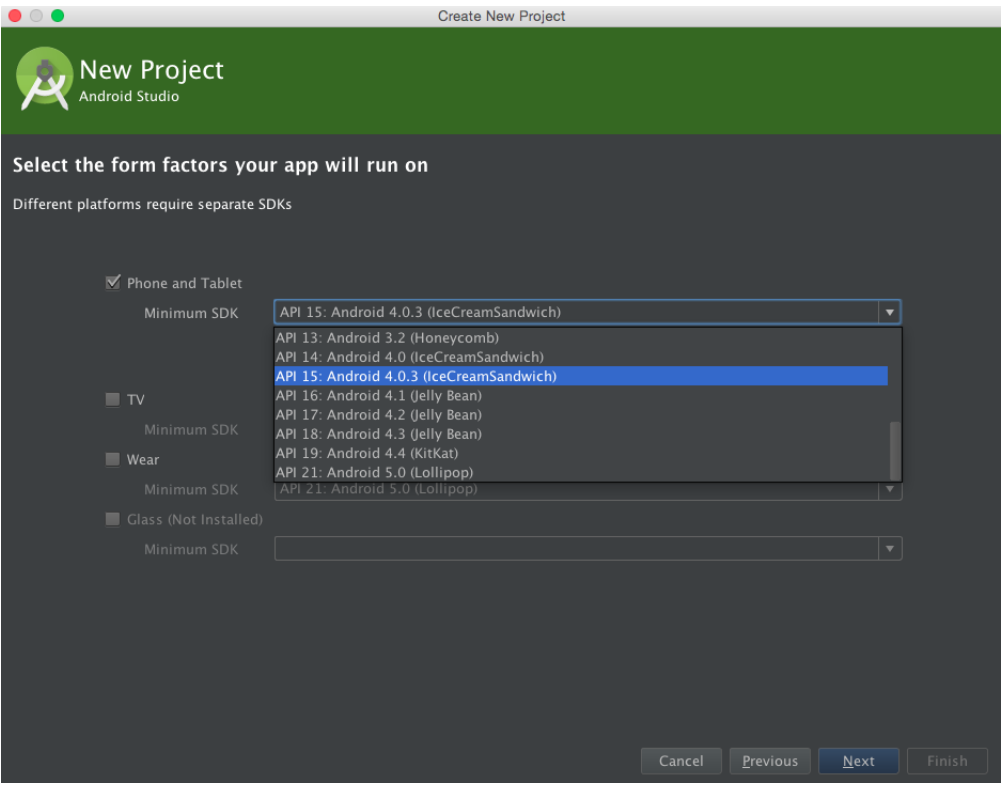 Create New Project
New Project
Android Studio
Select the form factors your app will run on
Different platforms require separate SDKs
Phone and Tablet
Minimum SDK API 15: Android 4.0.3 (IceCreamSandwich)
API 13: Android 3.2 (Honeycomb)
API 14: Android 4.0 (IceCreamSandwich)
API 15: Android 4.0.3 (IceCreamSandwich)
API 16: Android 4.1 (Jelly Bean)
TV
API 17: Android 4.2 (Jelly Bean)
Minimum SDK
API 18: Android 4.3 (Jelly Bean)
API 19: Android 4.4 (KitKat)
Wear
API 21: Android 5.0 (Lollipop)
Minimum SDK API 21: Android 5.0 (Lollipop)
Glass (Not Installed)
Minimum SDK
Cancel Previous Next Finish